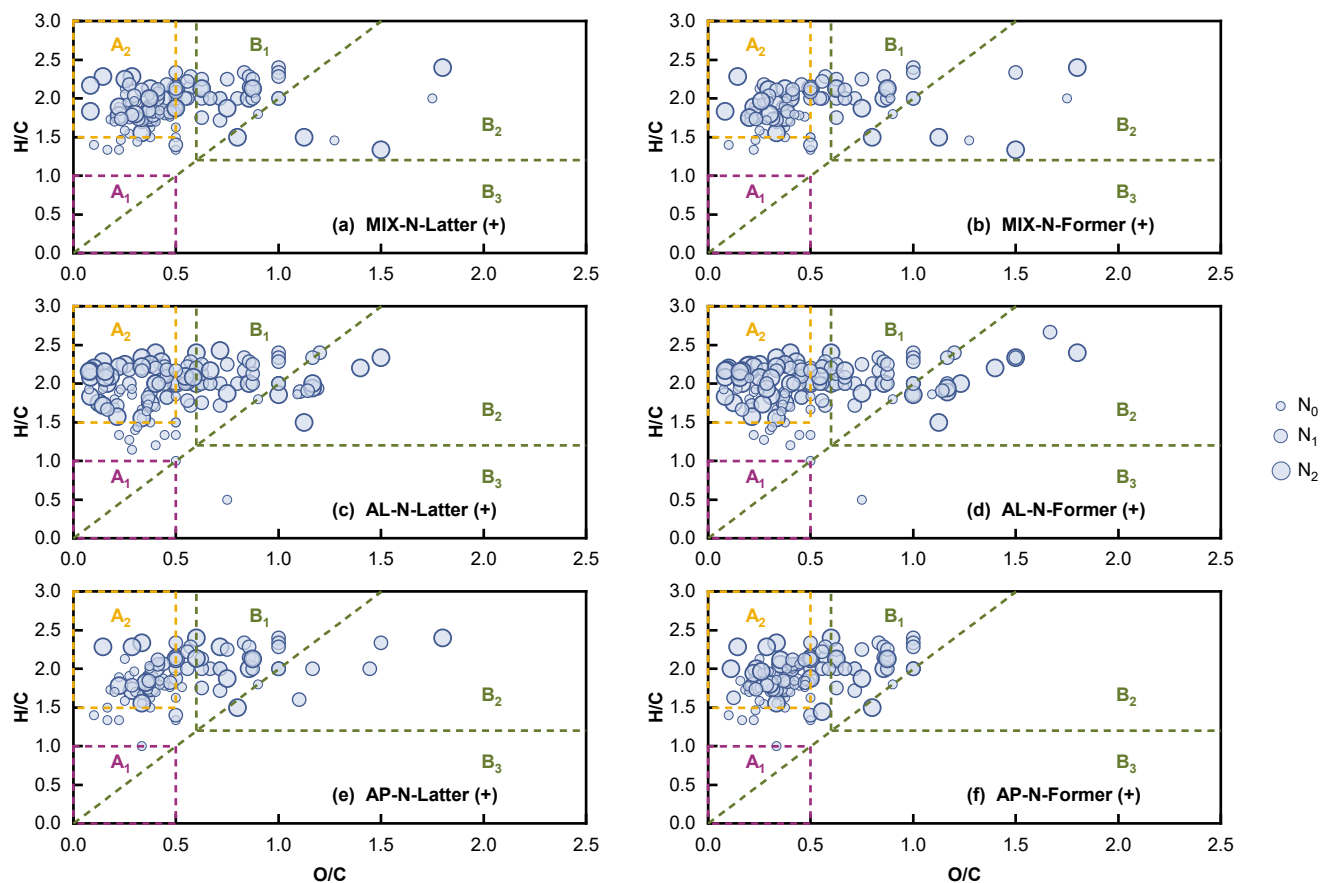 3.0
2.5
2.0
1.5
1.0
0.5
0.0
H/C
A₂
B₁
B₂
B₃
A₁
(a) MIX-N-Latter (+)
0.0 0.5 1.0 1.5 2.0 2.5
3.0
2.5
2.0
1.5
1.0
0.5
0.0
H/C
A₂
B₁
B₂
B₃
A₁
(b) MIX-N-Former (+)
0.0 0.5 1.0 1.5 2.0 2.5
3.0
2.5
2.0
1.5
1.0
0.5
0.0
H/C
A₂
B₁
B₂
B₃
A₁
(c) AL-N-Latter (+)
0.0 0.5 1.0 1.5 2.0 2.5
3.0
2.5
2.0
1.5
1.0
0.5
0.0
H/C
A₂
B₁
B₂
B₃
A₁
(d) AL-N-Former (+)
0.0 0.5 1.0 1.5 2.0 2.5
N₀
N₁
N₂
3.0
2.5
2.0
1.5
1.0
0.5
0.0
H/C
A₂
B₁
B₂
B₃
A₁
(e) AP-N-Latter (+)
0.0 0.5 1.0 1.5 2.0 2.5
O/C
3.0
2.5
2.0
1.5
1.0
0.5
0.0
H/C
A₂
B₁
B₂
B₃
A₁
(f) AP-N-Former (+)
0.0 0.5 1.0 1.5 2.0 2.5
O/C